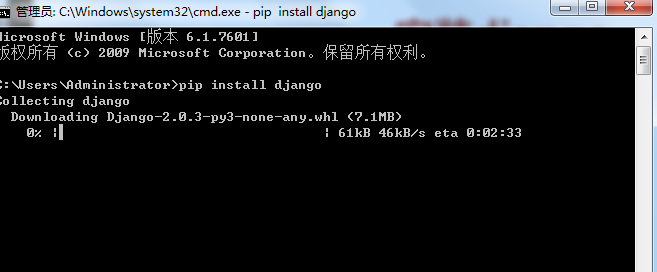 管理员: C:\Windows\system32\cmd.exe - pip  install django
Microsoft Windows [版本 6.1.7601]
版权所有 (c) 2009 Microsoft Corporation。保留所有权利。
C:\Users\Administrator>pip install django
Collecting django
Downloading Django-2.0.3-py3-none-any.whl (7.1MB)
0% | | 61kB 46kB/s eta 0:02:33